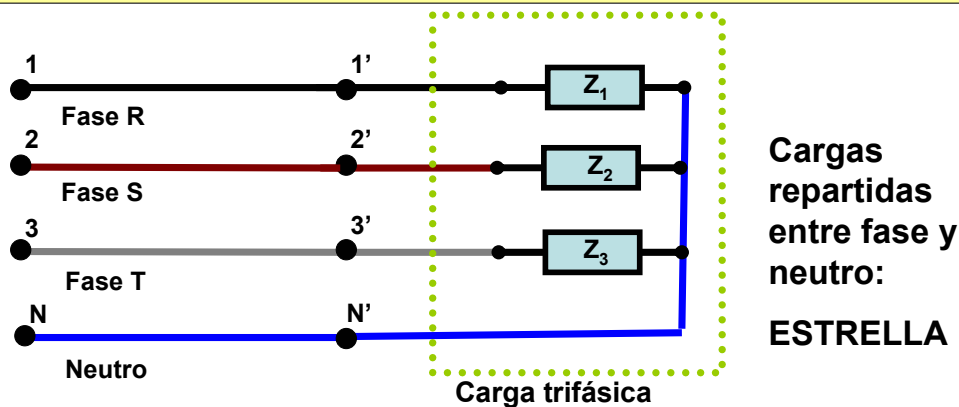 1 1'
Z1
Fase R
2 2'
Z2
Fase S
3 3'
Z3
Fase T
N N'
Neutro
Carga trifásica
Cargas
repartidas
entre fase y
neutro:
ESTRELLA